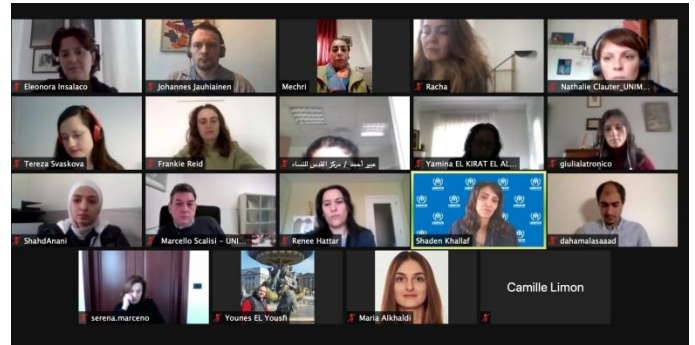 Eleonora Insalaco
Johannes Jauhiainen
Mechri
Racha
Nathalie Clauter_UNIM...
Tereza Svaskova
Frankie Reid
عبير أحمد / مركز القدس للنساء
Yamina EL KIRAT EL AL...
giulialatronico
ShahdAnani
Marcello Scalisi - UNI...
Renee Hattar
Shaden Khallaf
dahamalasaaad
serena.marceno
Younes EL Yousfi
Maria Alkhaldi
Camille Limon